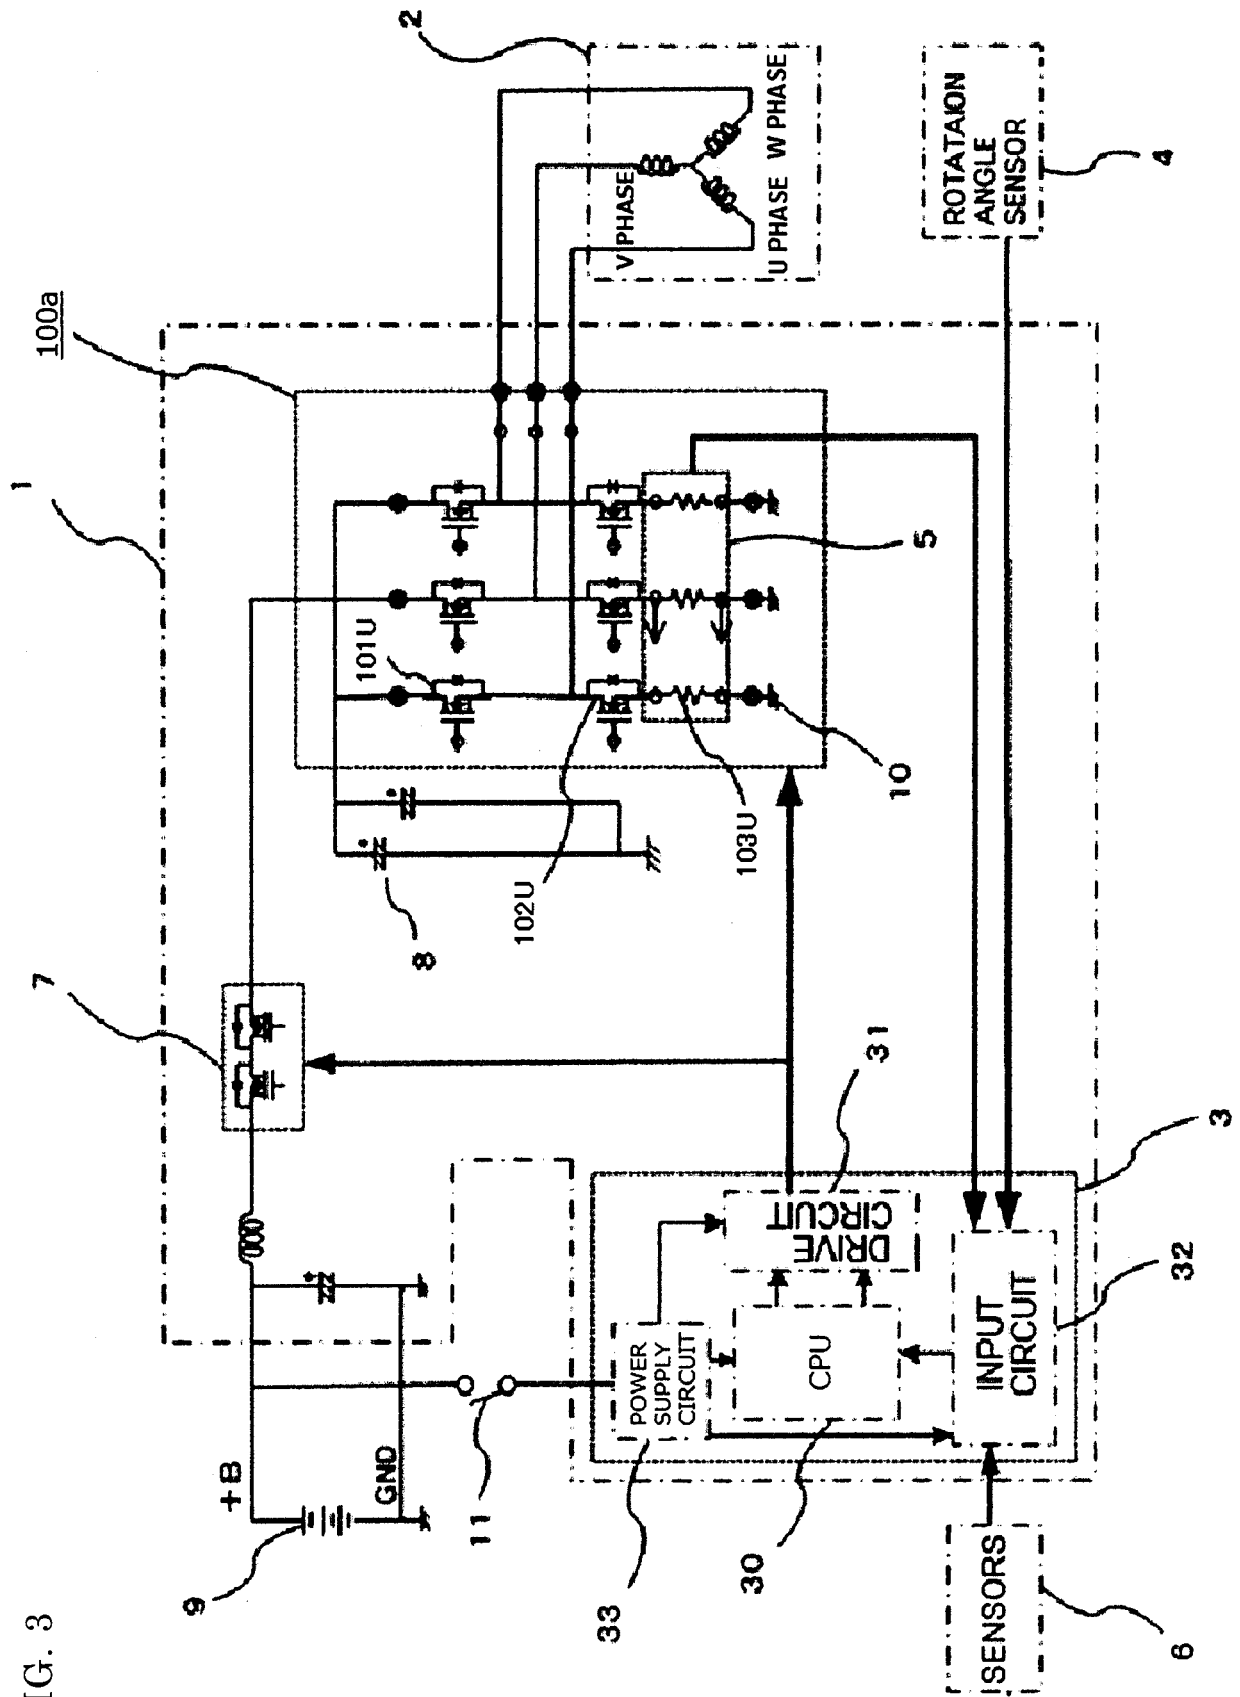 IG. 3
1
100a
2
V PHASE
U PHASE
W PHASE
ROTATAION
ANGLE
SENSOR
4
7
101U
102U
103U
5
10
8
+B
GND
9
11
POWER
SUPPLY
CIRCUIT
33
CPU
30
DRIVE
CIRCUIT
31
INPUT
CIRCUIT
32
3
SENSORS
6